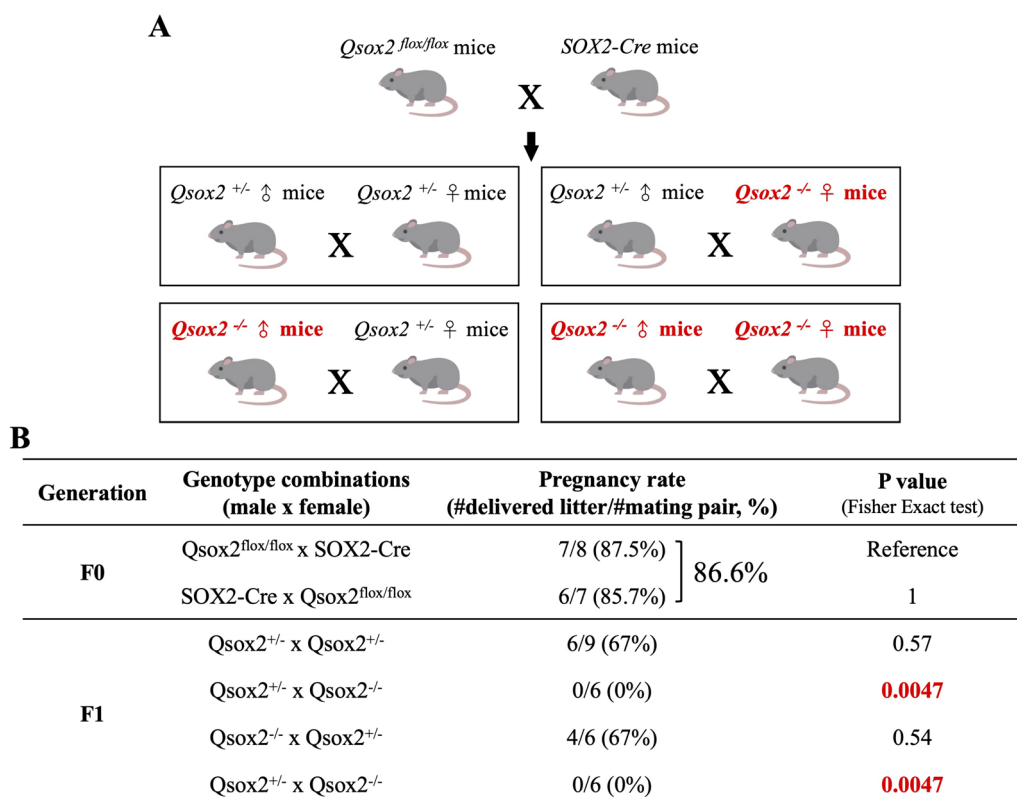 A
Qsox2 flox/flox mice SOX2-Cre mice
X
Qsox2 +/- ♂ mice Qsox2 +/- ♀ mice
X
Qsox2 +/- ♂ mice Qsox2 -/- ♀ mice
X
Qsox2 -/- ♂ mice Qsox2 +/- ♀ mice
X
Qsox2 -/- ♂ mice Qsox2 -/- ♀ mice
X
B
Generation Genotype combinations (male x female) Pregnancy rate (#delivered litter/#mating pair, %) P value (Fisher Exact test)
F0 Qsox2flox/flox x SOX2-Cre 7/8 (87.5%) 86.6% Reference
SOX2-Cre x Qsox2flox/flox 6/7 (85.7%) 1
F1 Qsox2+/- x Qsox2+/- 6/9 (67%) 0.57
Qsox2+/- x Qsox2-/- 0/6 (0%) 0.0047
Qsox2-/- x Qsox2+/- 4/6 (67%) 0.54
Qsox2+/- x Qsox2-/- 0/6 (0%) 0.0047